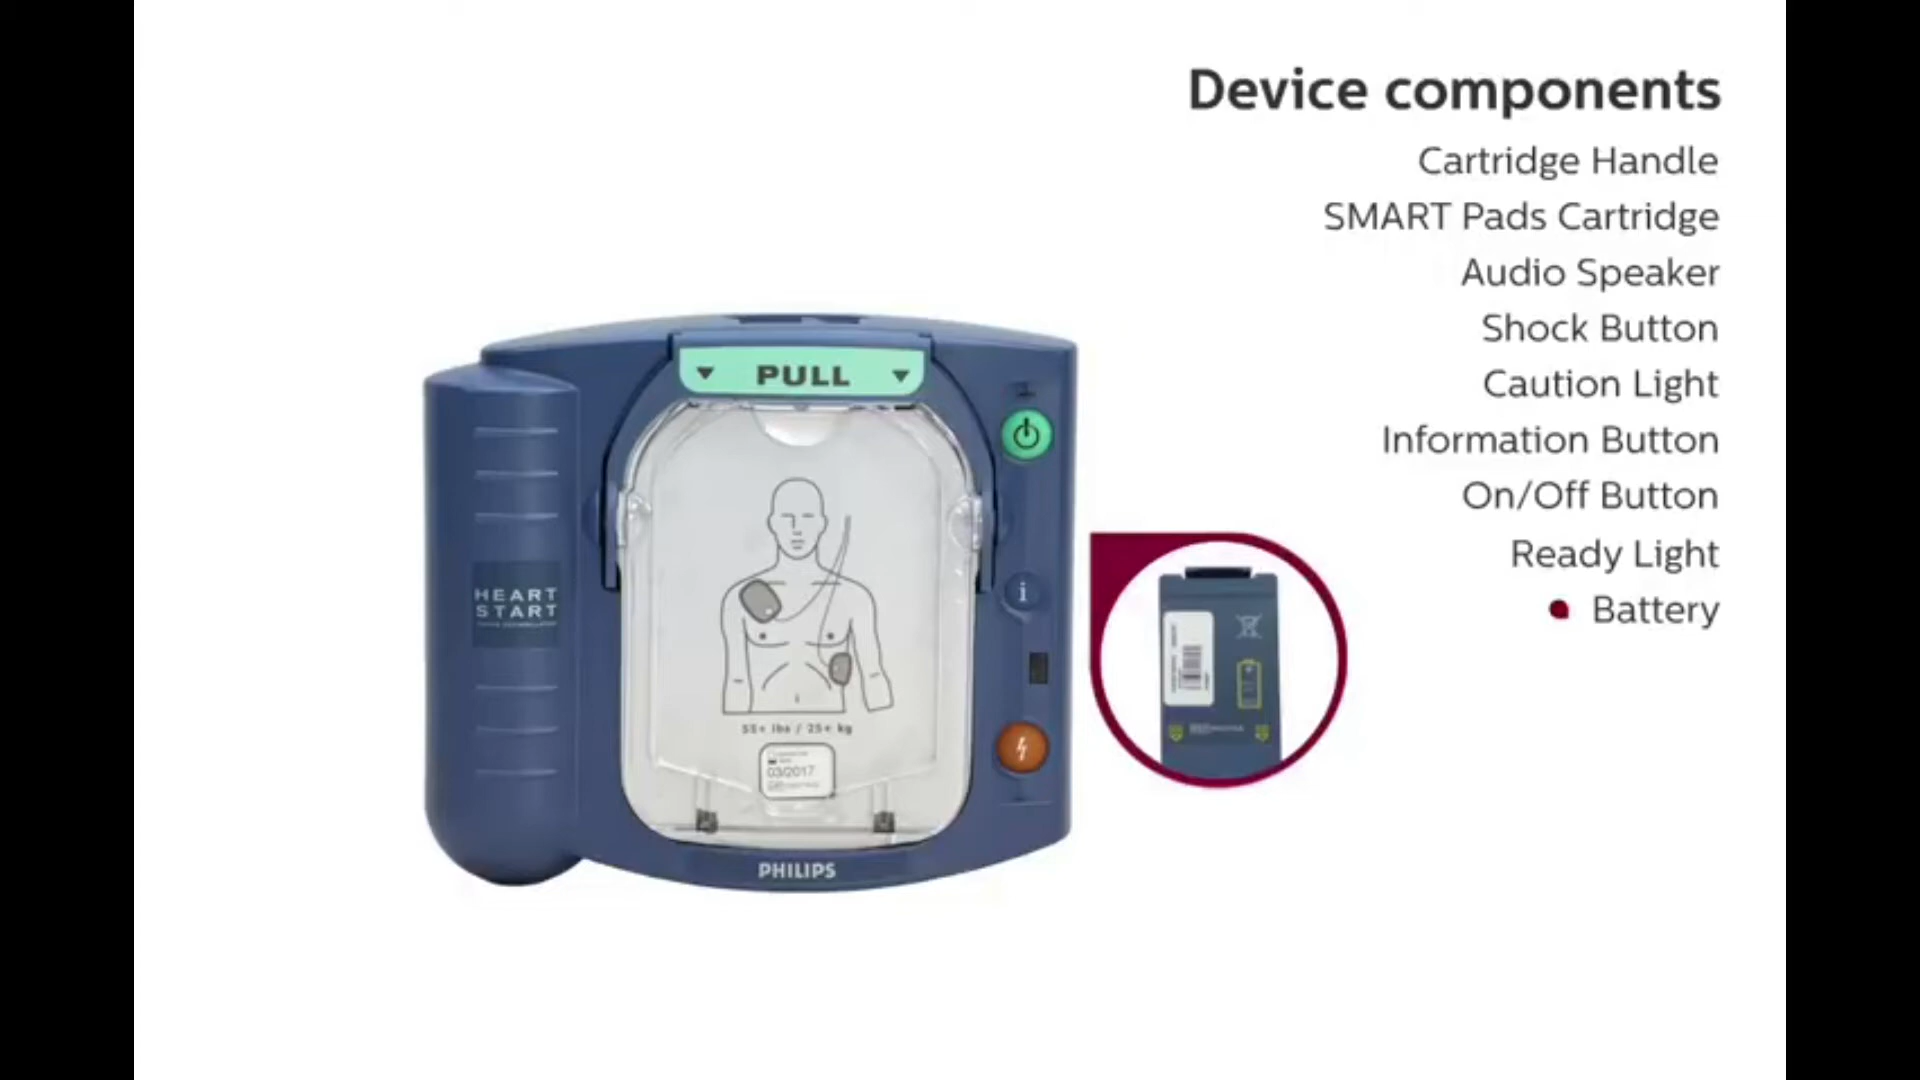 Device components
Cartridge Handle
SMART Pads Cartridge
Audio Speaker
Shock Button
Caution Light
Information Button
On/Off Button
Ready Light
Battery
PULL
i
HEART
START
55+ lbs / 25+ kg
03/2017
PHILIPS